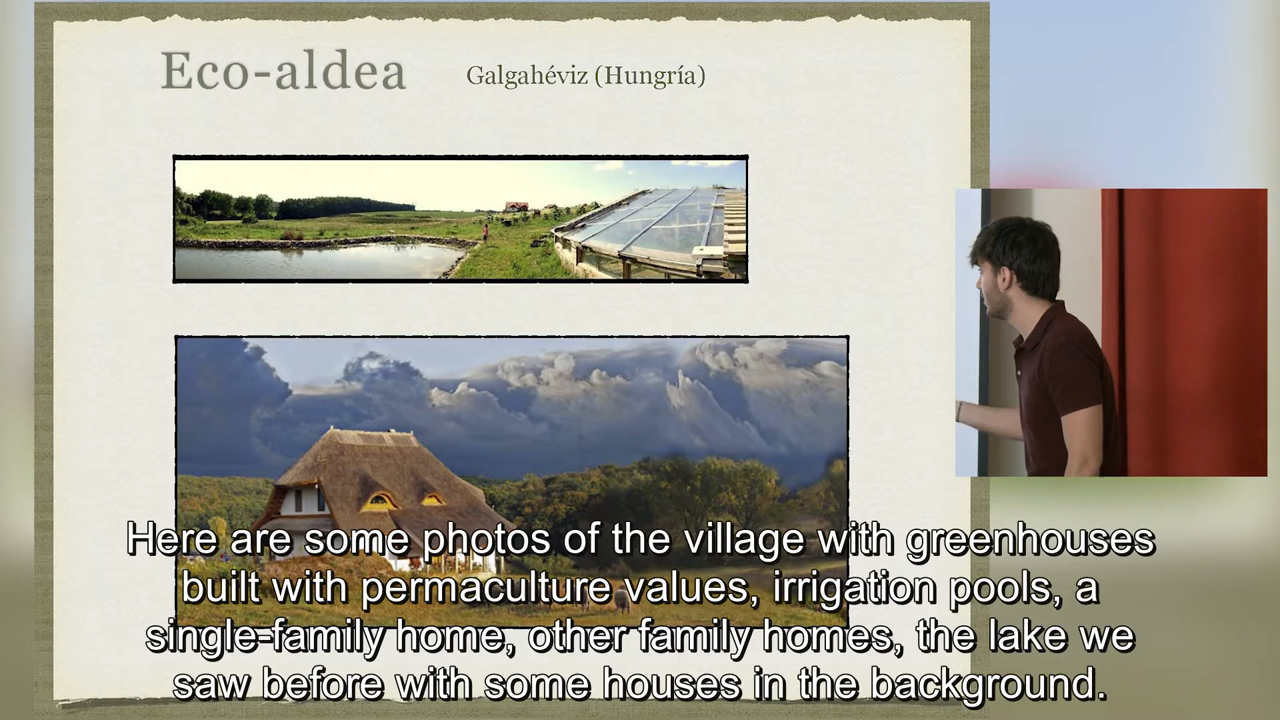 Eco-aldea
Galgahéviz (Hungría)
Here are some photos of the village with greenhouses
built with permaculture values, irrigation pools, a
single-family home, other family homes, the lake we
saw before with some houses in the background.